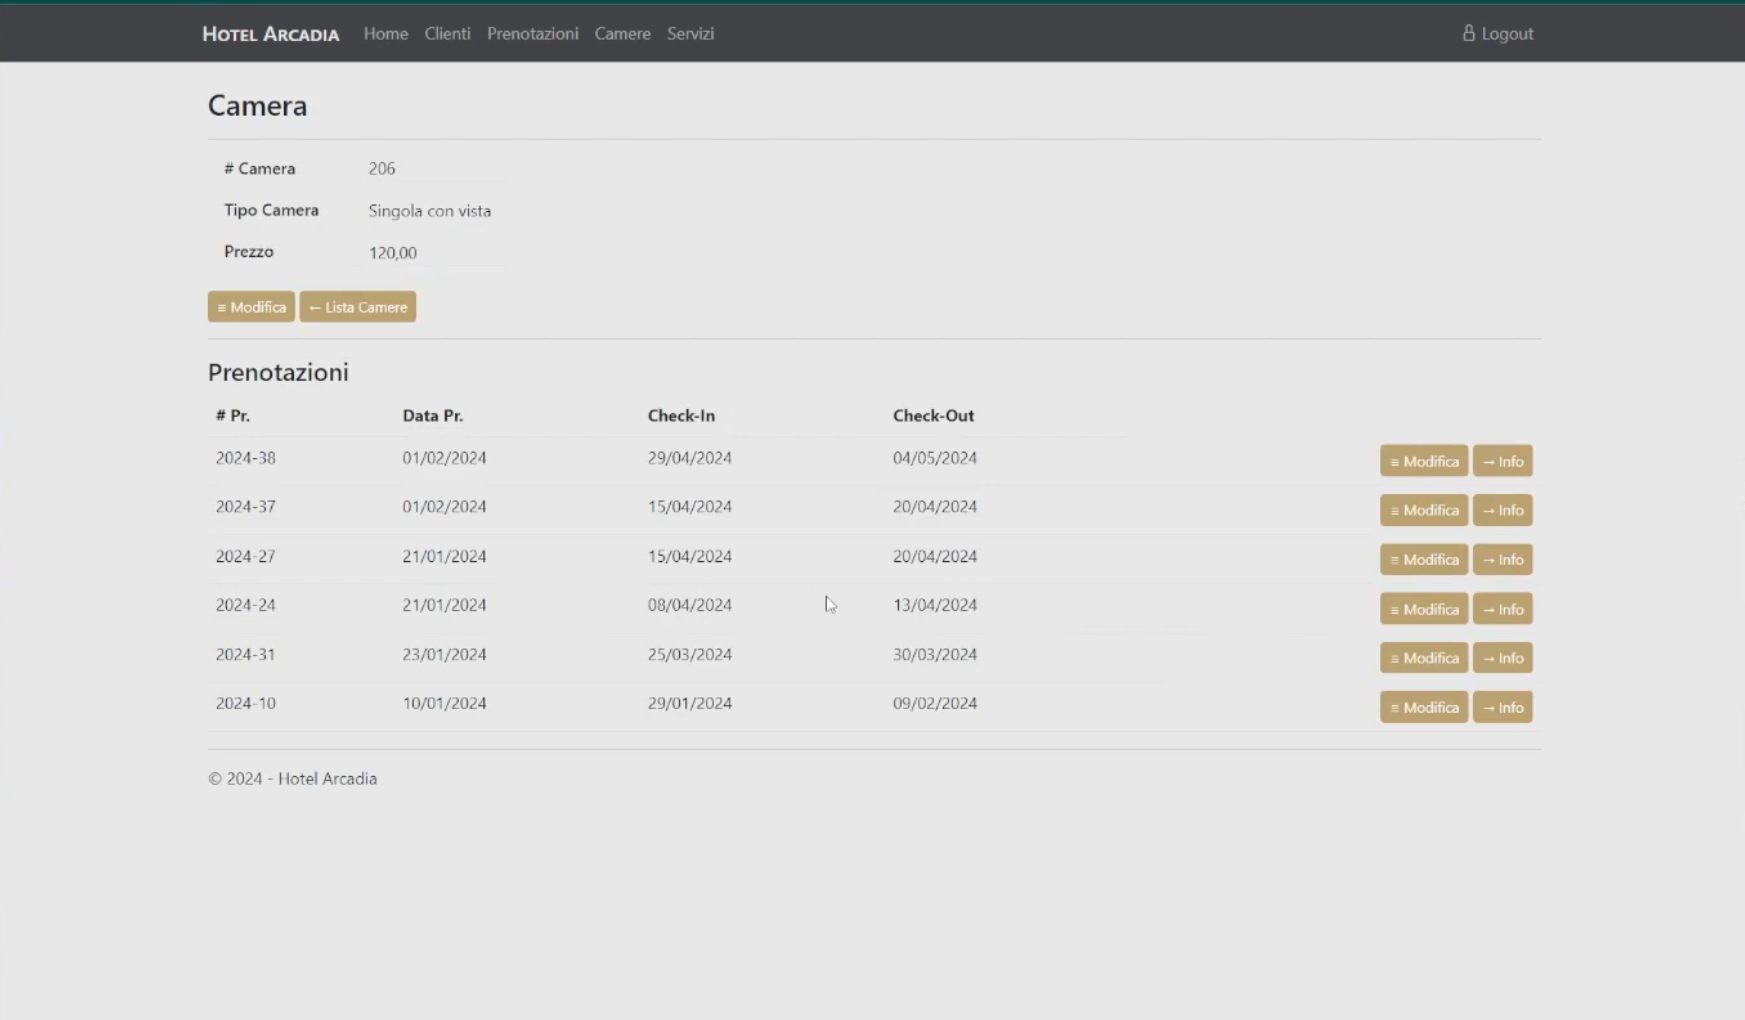 HOTEL ARCADIA Home Clienti Prenotazioni Camere Servizi Logout
Camera
# Camera 206
Tipo Camera Singola con vista
Prezzo 120,00
≡ Modifica ← Lista Camere
Prenotazioni
# Pr. Data Pr. Check-In Check-Out
2024-38 01/02/2024 29/04/2024 04/05/2024 ≡ Modifica → Info
2024-37 01/02/2024 15/04/2024 20/04/2024 ≡ Modifica → Info
2024-27 21/01/2024 15/04/2024 20/04/2024 ≡ Modifica → Info
2024-24 21/01/2024 08/04/2024 13/04/2024 ≡ Modifica → Info
2024-31 23/01/2024 25/03/2024 30/03/2024 ≡ Modifica → Info
2024-10 10/01/2024 29/01/2024 09/02/2024 ≡ Modifica → Info
© 2024 - Hotel Arcadia